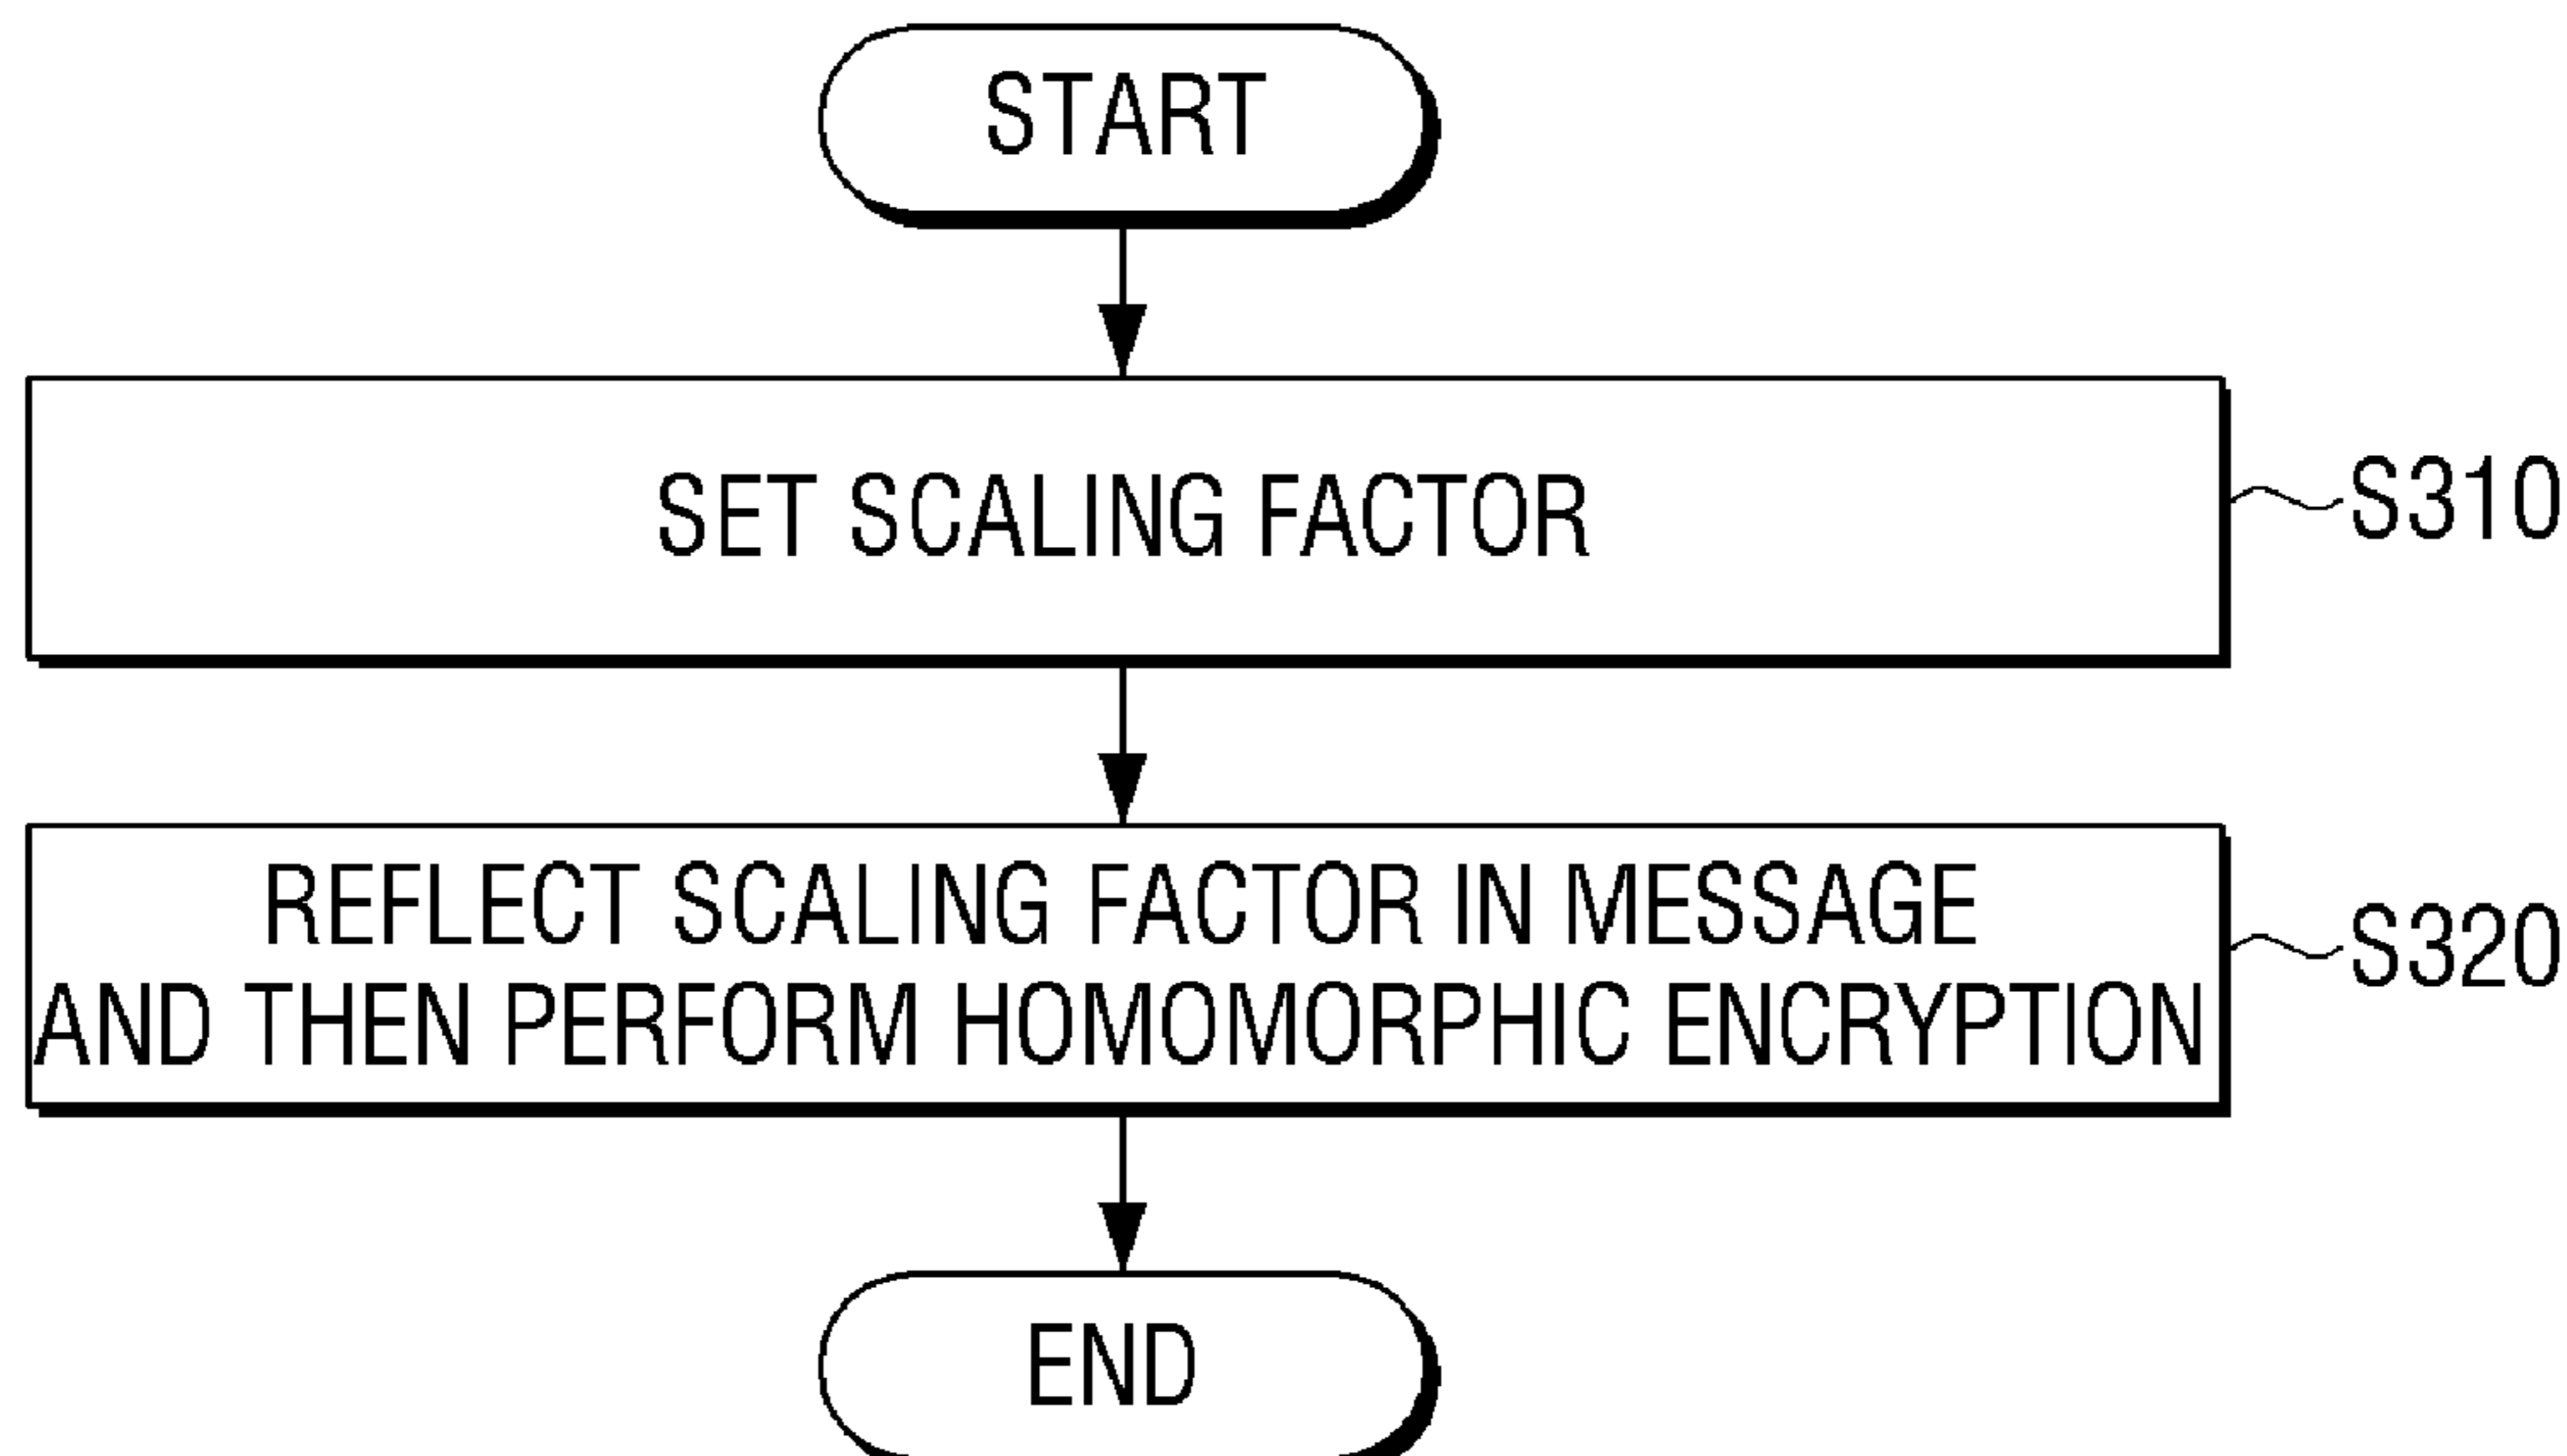 START
SET SCALING FACTOR
S310
REFLECT SCALING FACTOR IN MESSAGE
AND THEN PERFORM HOMOMORPHIC ENCRYPTION
S320
END